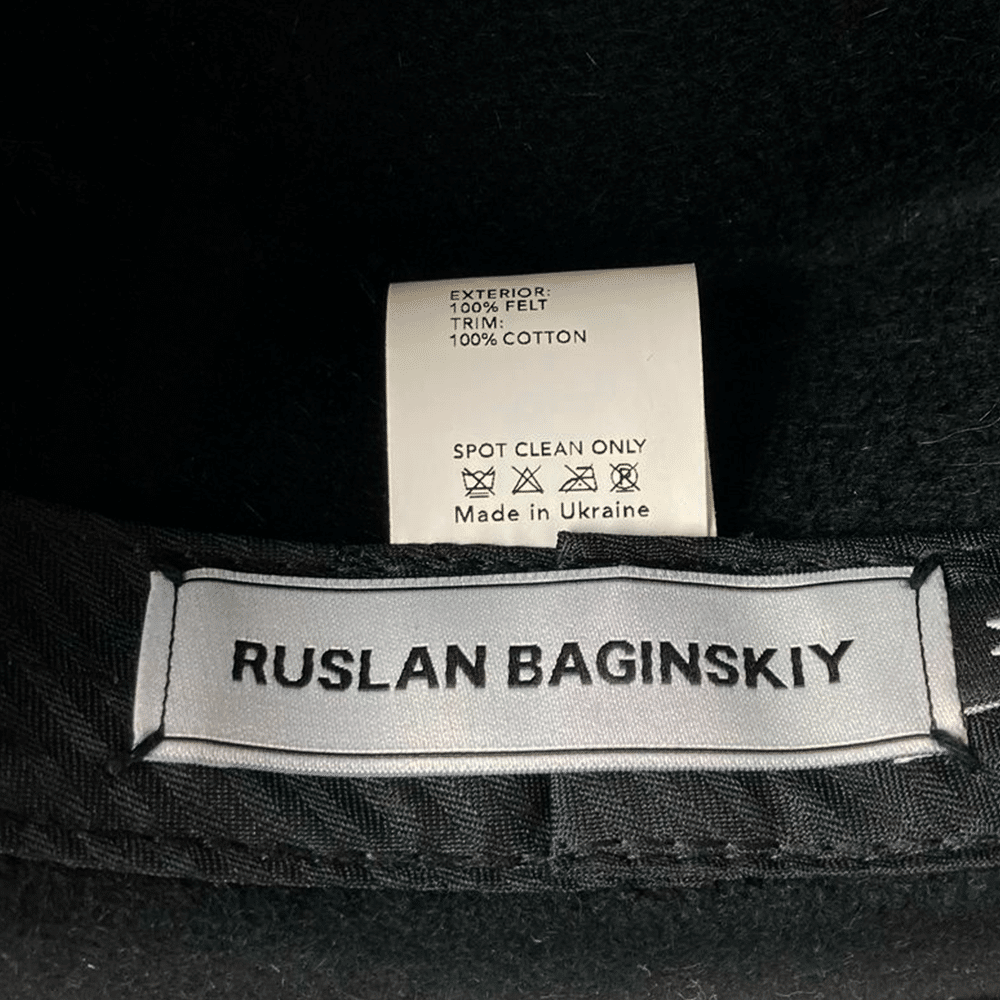 EXTERIOR:
100% FELT
TRIM:
100% COTTON
SPOT CLEAN ONLY
Made in Ukraine
RUSLAN BAGINSKIY